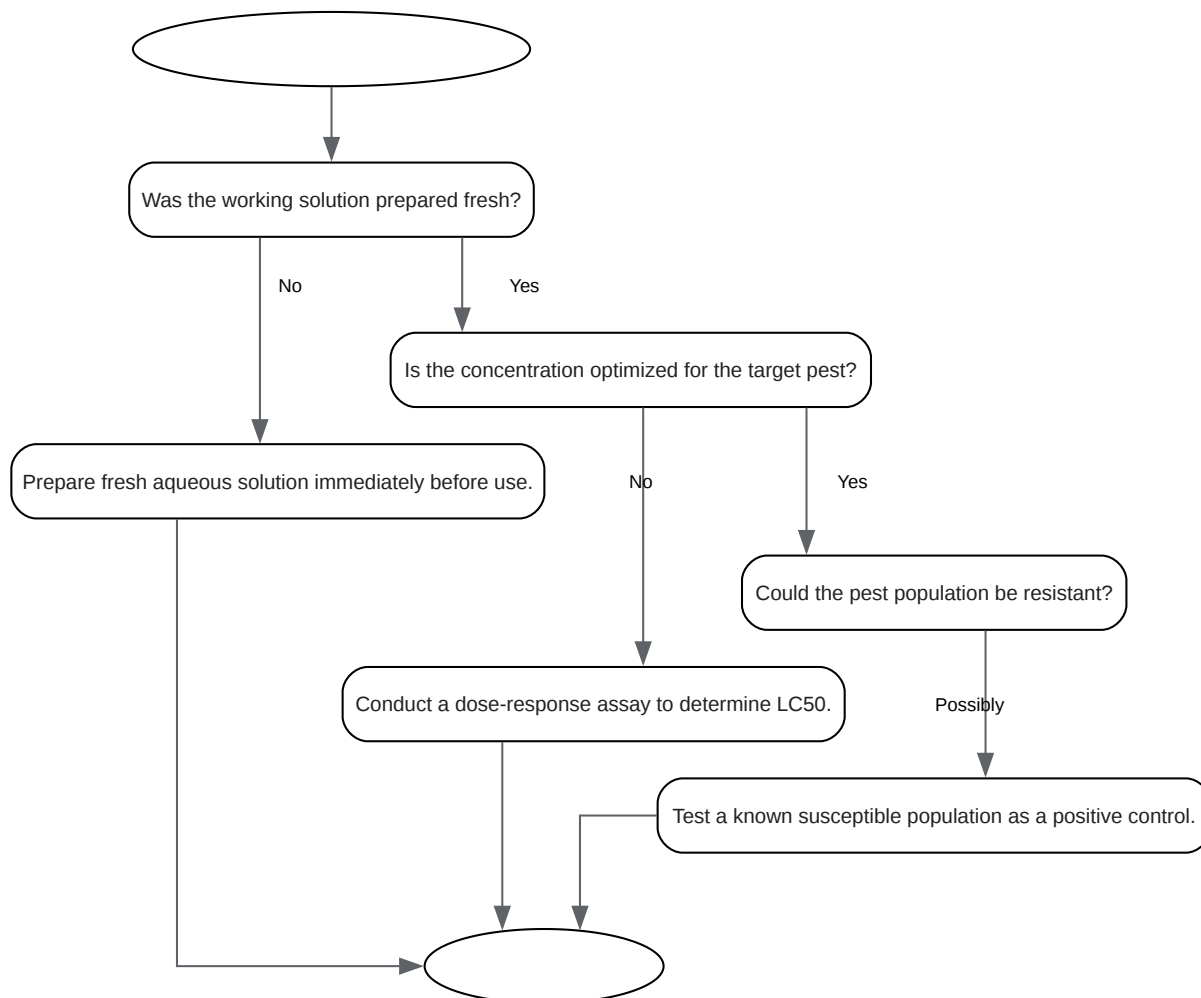 Was the working solution prepared fresh?
No
Yes
Is the concentration optimized for the target pest?
Prepare fresh aqueous solution immediately before use.
No
Yes
Could the pest population be resistant?
Conduct a dose-response assay to determine LC50.
Possibly
Test a known susceptible population as a positive control.